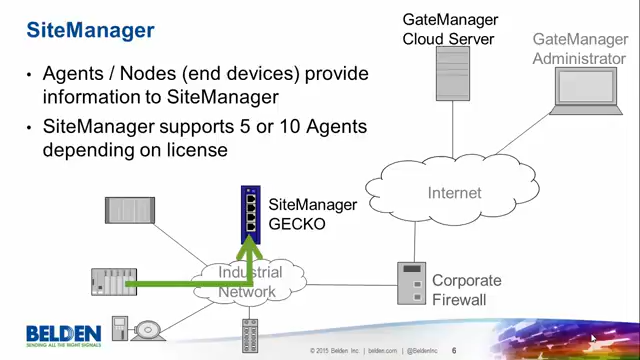 SiteManager
• Agents / Nodes (end devices) provide
information to SiteManager
• SiteManager supports 5 or 10 Agents
depending on license
GateManager
Cloud Server
GateManager
Administrator
Internet
SiteManager
GECKO
Industrial
Network
Corporate
Firewall
BELDEN
SENDING ALL THE RIGHT SIGNALS
© 2015 Belden Inc. | belden.com | @BeldenInc
6